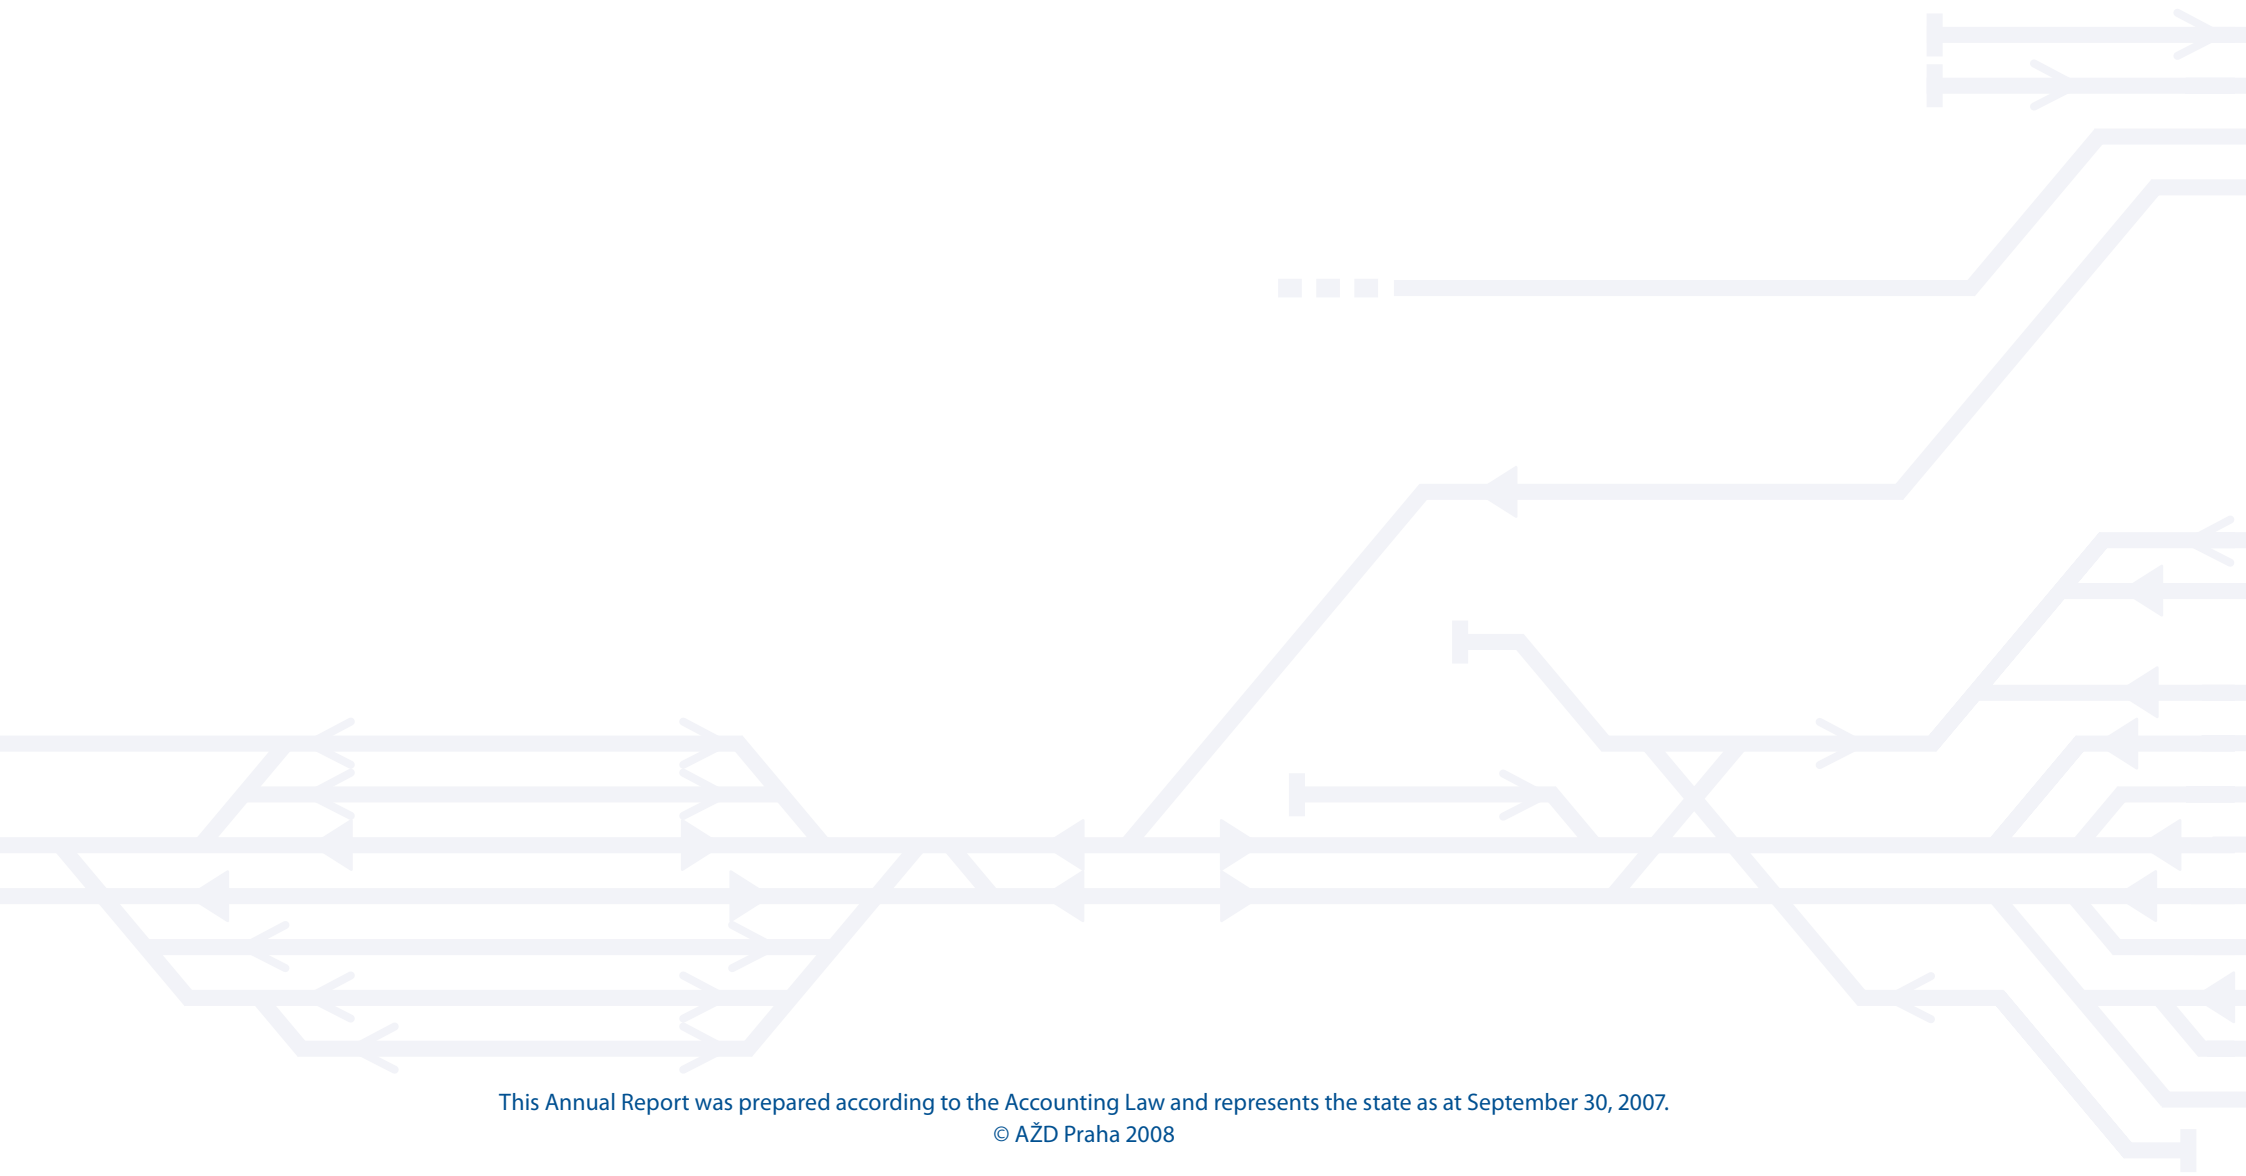 This Annual Report was prepared according to the Accounting Law and represents the state as at September 30, 2007.
© AŽD Praha 2008